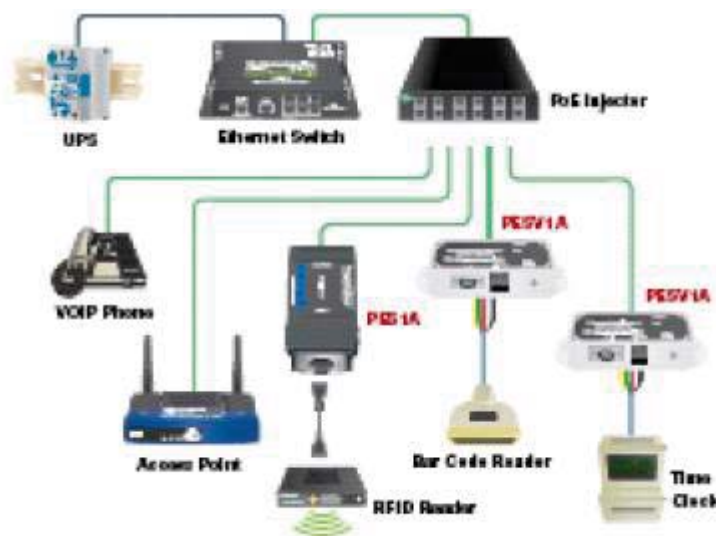 UPS
Ethernet Switch
PoE Injector
VOIP Phone
PES1A
PESV1A
PESV1A
Access Point
RFID Reader
Bar Code Reader
Time
Clock